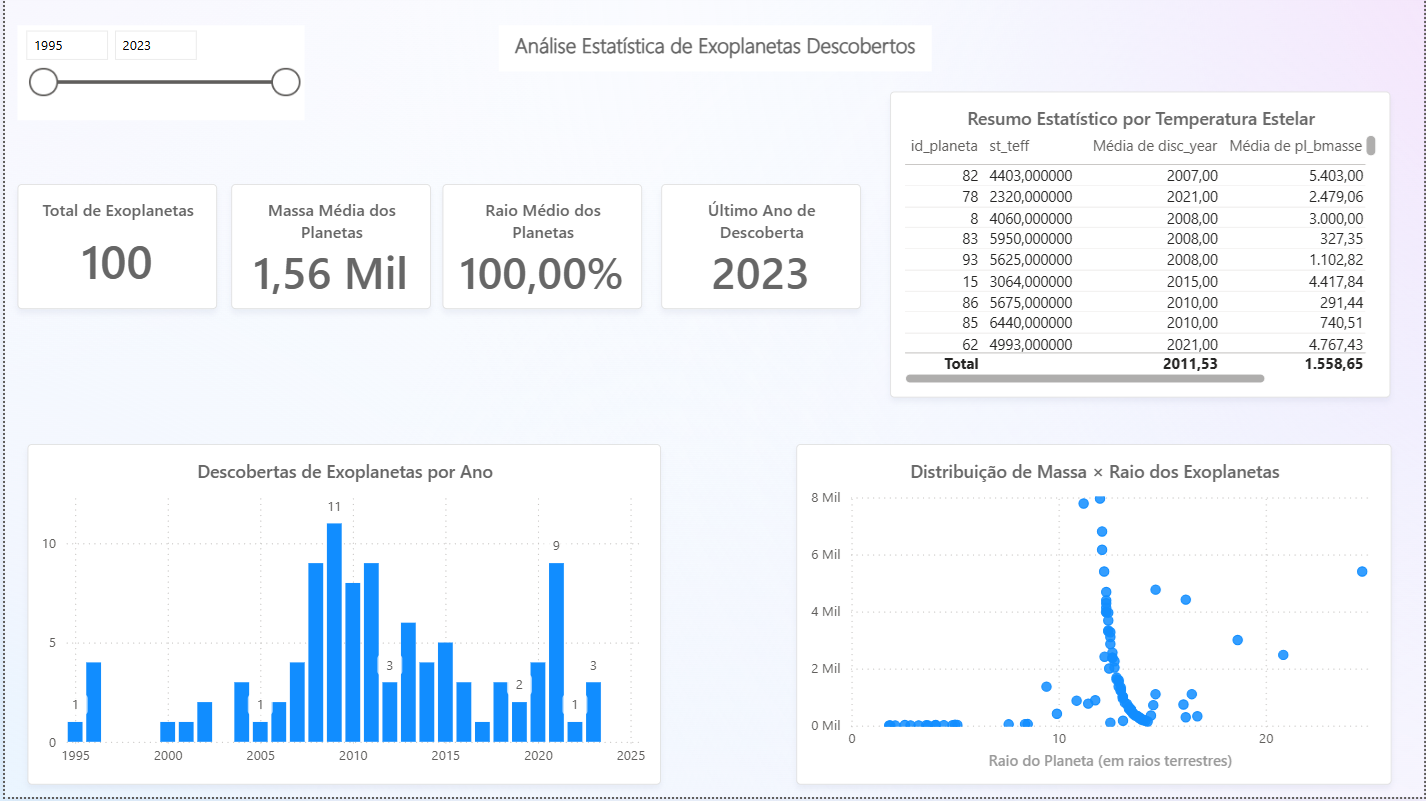 1995 2023
Análise Estatística de Exoplanetas Descobertos
Total de Exoplanetas
100
Massa Média dos
Planetas
1,56 Mil
Raio Médio dos
Planetas
100,00%
Último Ano de
Descoberta
2023
Resumo Estatístico por Temperatura Estelar
id_planeta st_teff Média de disc_year Média de pl_bmasse
82 4403,000000 2007,00 5.403,00
78 2320,000000 2021,00 2.479,06
8 4060,000000 2008,00 3.000,00
83 5950,000000 2008,00 327,35
93 5625,000000 2008,00 1.102,82
15 3064,000000 2015,00 4.417,84
86 5675,000000 2010,00 291,44
85 6440,000000 2010,00 740,51
62 4993,000000 2021,00 4.767,43
Total 2011,53 1.558,65
Descobertas de Exoplanetas por Ano
11
10
9
5
3
3
2
1
1
1
0
1995 2000 2005 2010 2015 2020 2025
Distribuição de Massa × Raio dos Exoplanetas
8 Mil
6 Mil
4 Mil
2 Mil
0 Mil
0 10 20
Raio do Planeta (em raios terrestres)